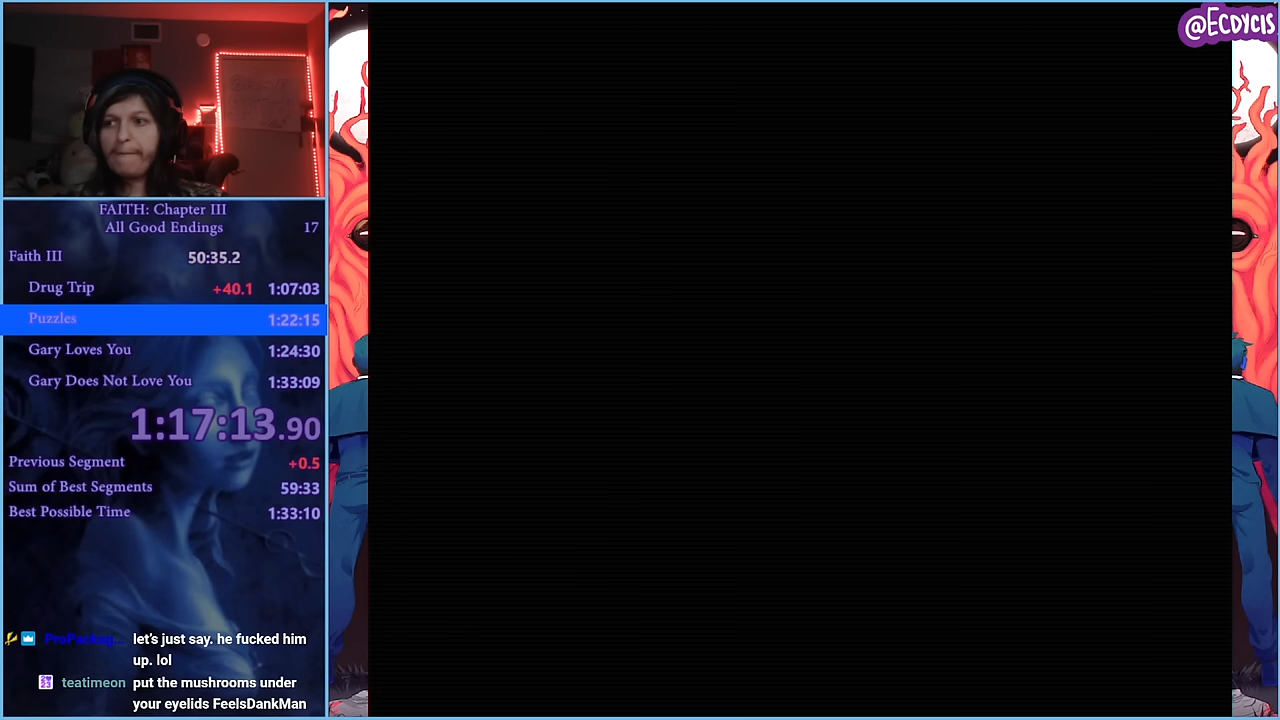 @ECDYCIS
FAITH: Chapter III
All Good Endings 17
Faith III 50:35.2
Drug Trip +40.1 1:07:03
Puzzles 1:22:15
Gary Loves You 1:24:30
Gary Does Not Love You 1:33:09
1:17:13.90
Previous Segment +0.5
Sum of Best Segments 59:33
Best Possible Time 1:33:10
let's just say. he fucked him
up. lol
teatimeon put the mushrooms under
your eyelids FeelsDankMan